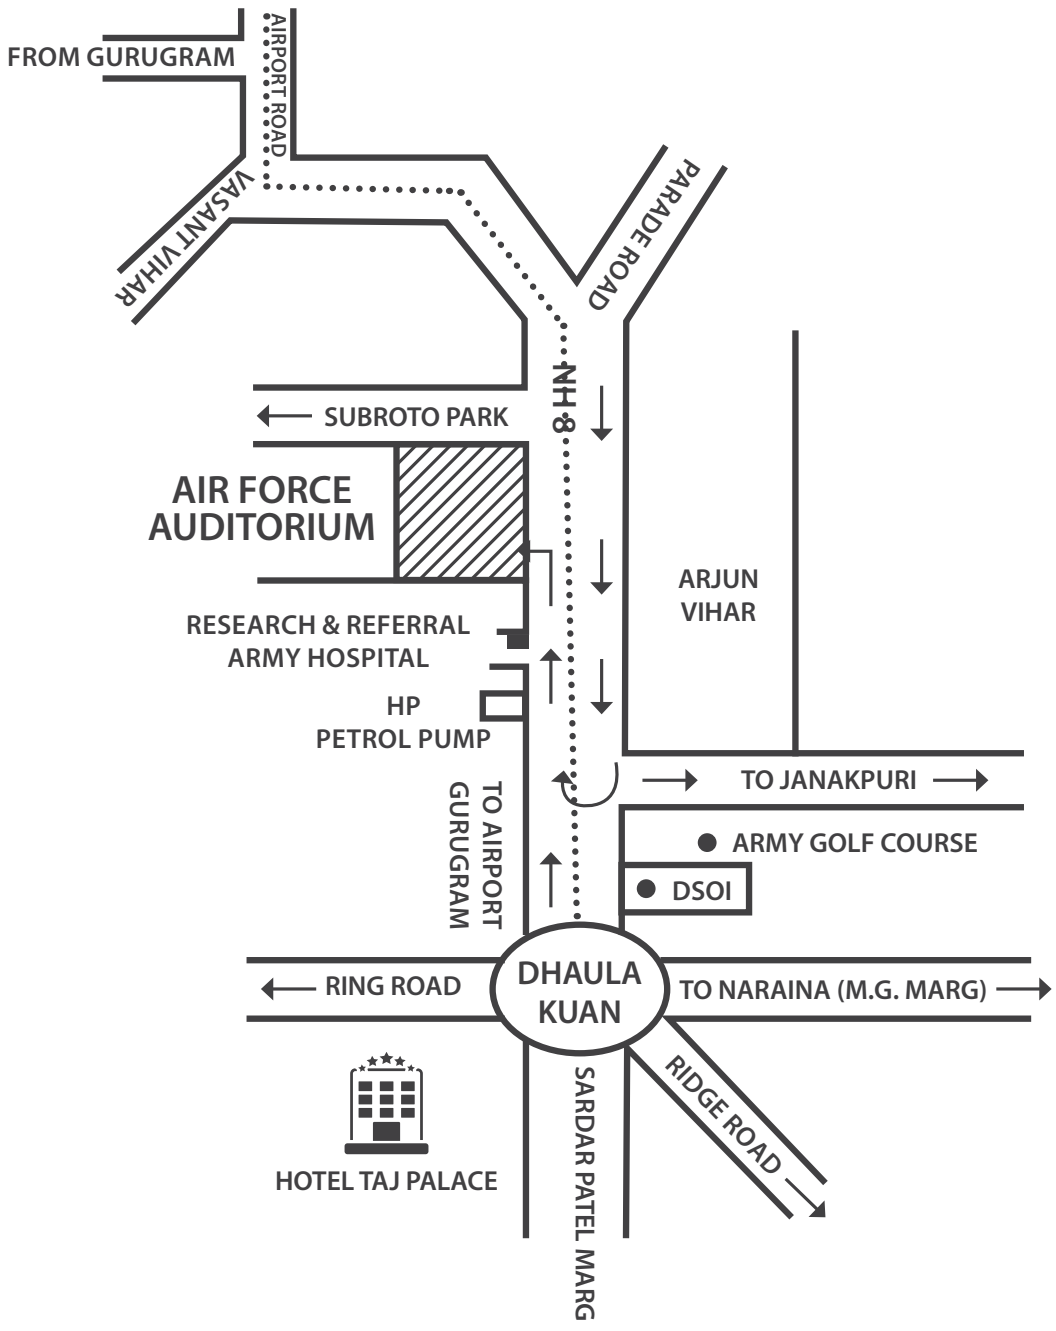 AIRPORT ROAD
FROM GURUGRAM
VASANT VIHAR
PARADE ROAD
NH 8
SUBROTO PARK
AIR FORCE
AUDITORIUM
ARJUN
VIHAR
RESEARCH & REFERRAL
ARMY HOSPITAL
HP
PETROL PUMP
TO JANAKPURI
TO AIRPORT
GURUGRAM
ARMY GOLF COURSE
DSOI
DHAULA
KUAN
RING ROAD
TO NARAINA (M.G. MARG)
RIDGE ROAD
SARDAR PATEL MARG
HOTEL TAJ PALACE